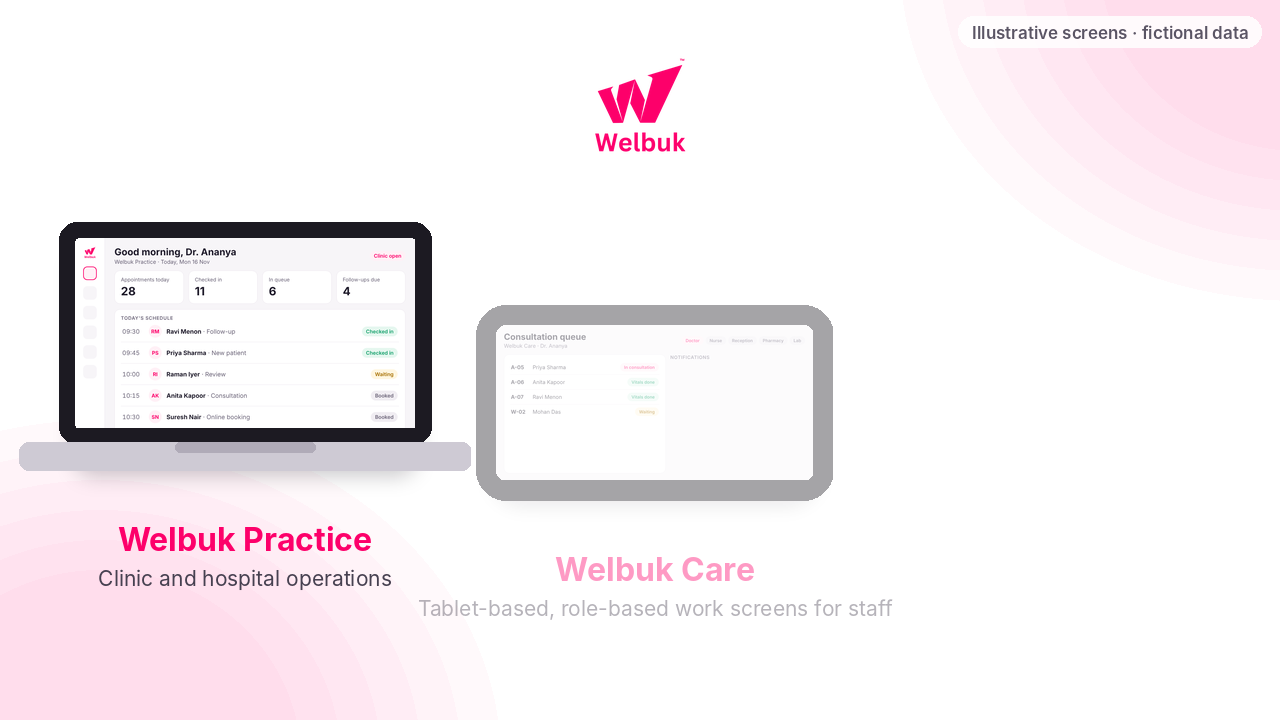 Illustrative screens · fictional data
Welbuk
Good morning, Dr. Ananya
Welbuk Practice · Today, Mon 16 Nov
Clinic open
Appointments today
28
Checked in
11
In queue
6
Follow-ups due
4
TODAY'S SCHEDULE
09:30 RM Ravi Menon · Follow-up Checked in
09:45 PS Priya Sharma · New patient Checked in
10:00 RI Raman Iyer · Review Waiting
10:15 AK Anita Kapoor · Consultation Booked
10:30 SN Suresh Nair · Online booking Booked
Consultation queue
Welbuk Care · Dr. Ananya
Doctor Nurse Reception Pharmacy Lab
NOTIFICATIONS
A-05 Priya Sharma In consultation
A-06 Anita Kapoor Vitals done
A-07 Ravi Menon Vitals done
W-02 Mohan Das Waiting
Welbuk Practice
Clinic and hospital operations
Welbuk Care
Tablet-based, role-based work screens for staff